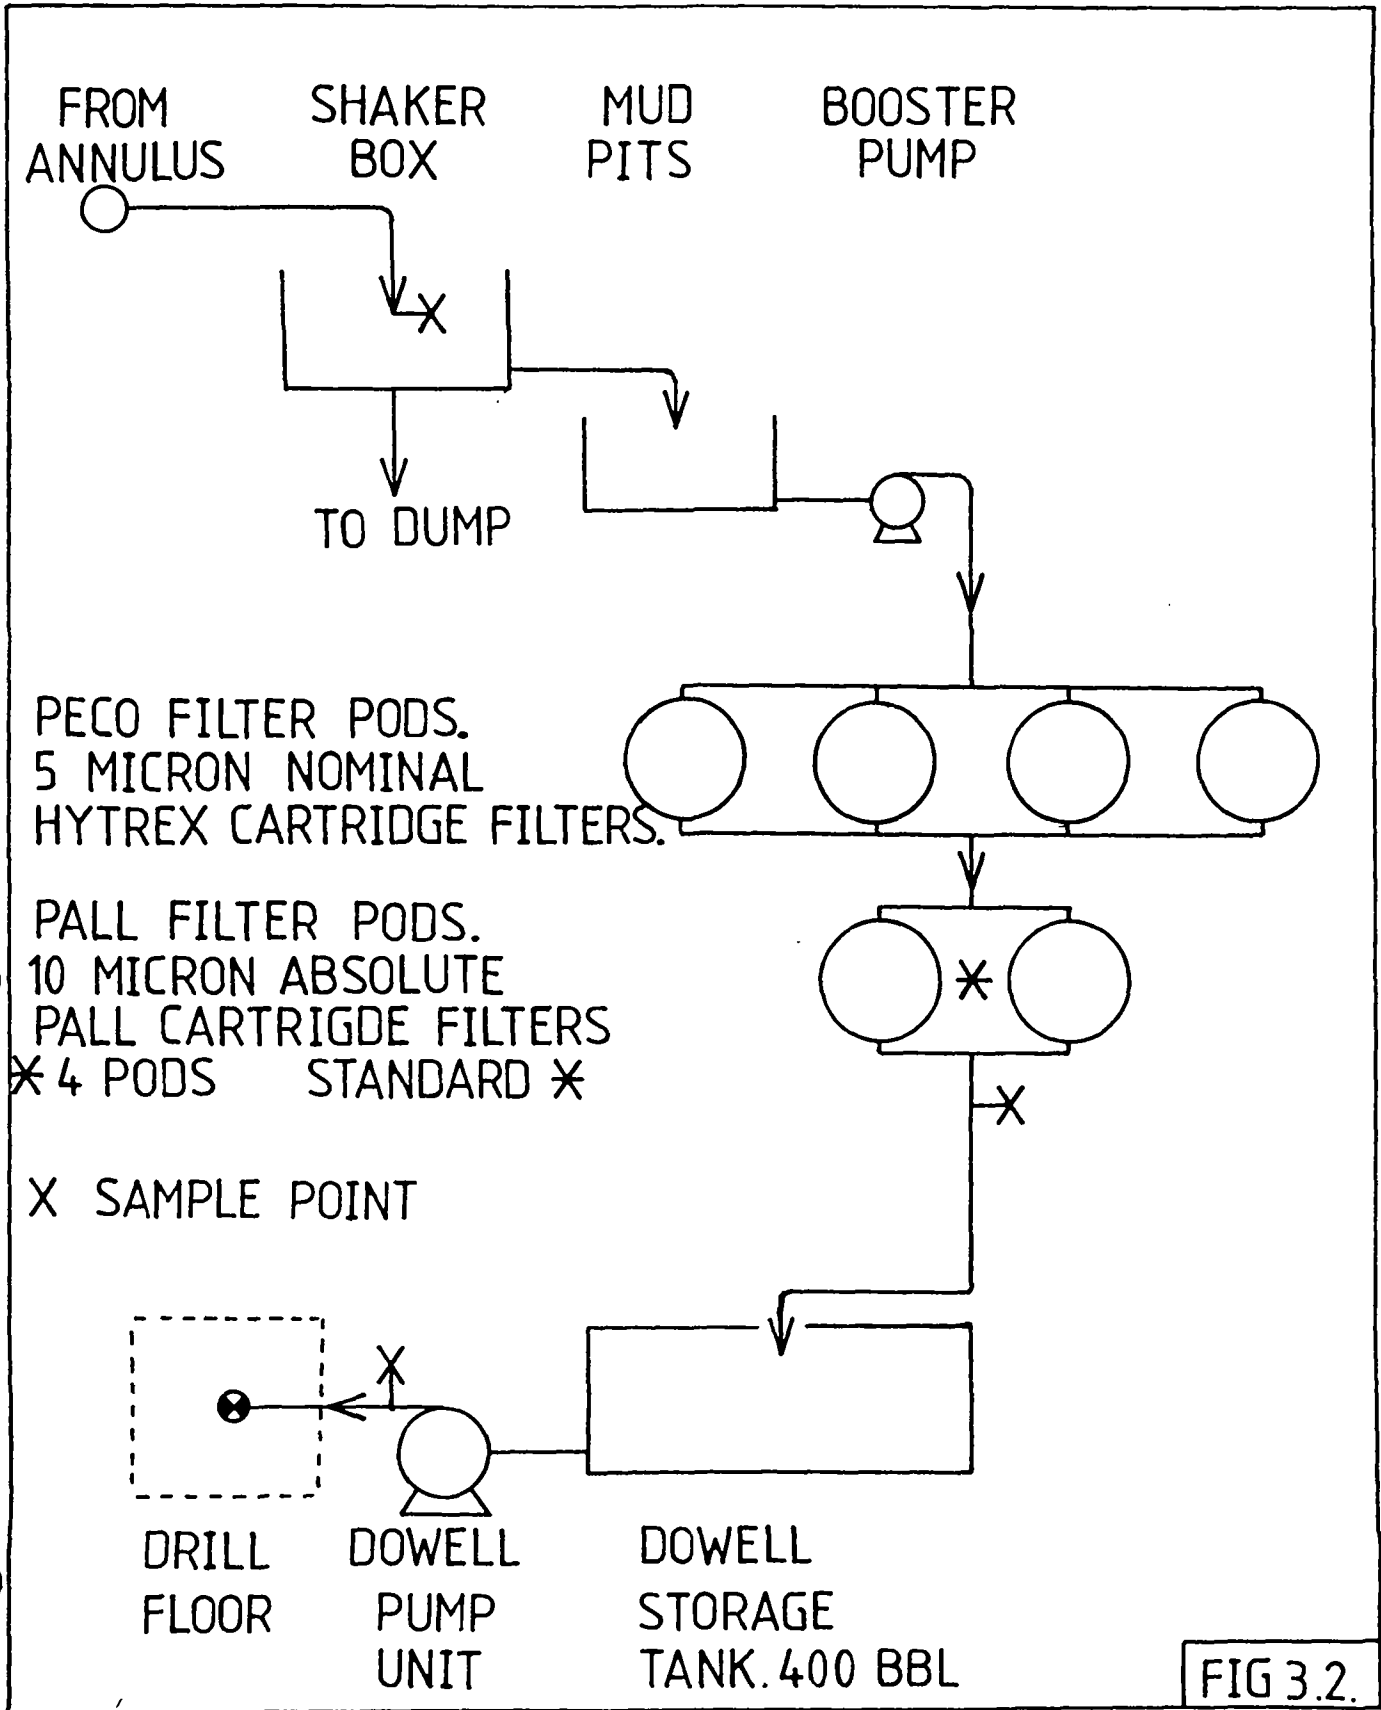 FROM ANNULUS
SHAKER BOX
MUD PITS
BOOSTER PUMP
TO DUMP
PECO FILTER PODS.
5 MICRON NOMINAL
HYTREX CARTRIDGE FILTERS.
PALL FILTER PODS.
10 MICRON ABSOLUTE
PALL CARTRIGDE FILTERS
* 4 PODS STANDARD *
*
X SAMPLE POINT
DRILL FLOOR
DOWELL PUMP UNIT
DOWELL STORAGE TANK. 400 BBL
FIG 3.2.